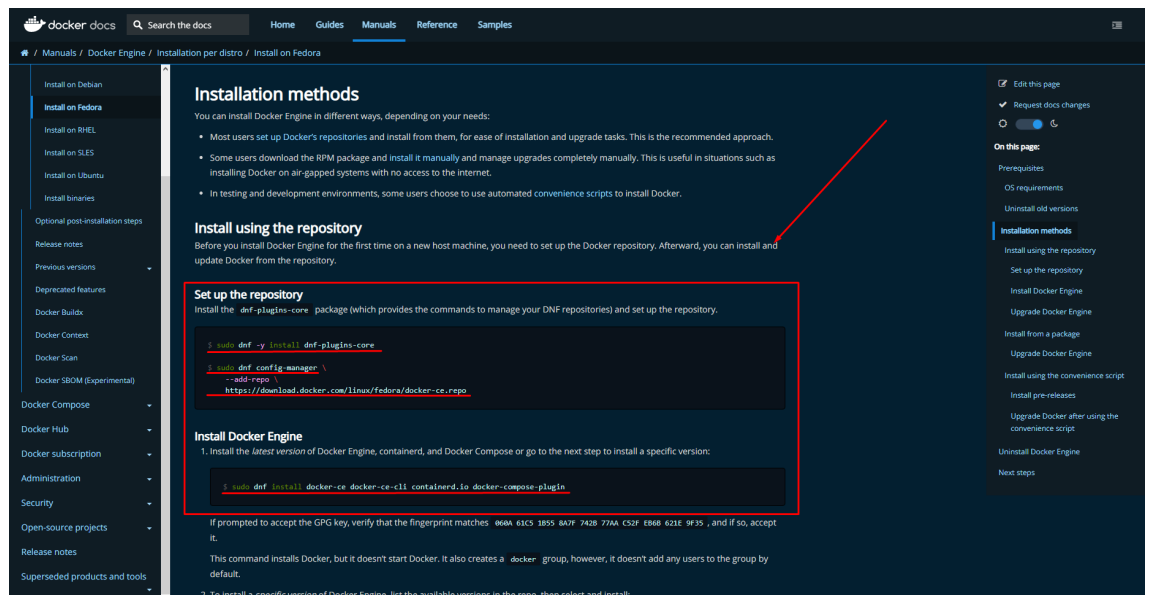 docker docs
Search the docs
Home Guides Manuals Reference Samples
/ Manuals / Docker Engine / Installation per distro / Install on Fedora
Install on Debian
Install on Fedora
Install on RHEL
Install on SLES
Install on Ubuntu
Install binaries
Optional post-installation steps
Release notes
Previous versions
Deprecated features
Docker Buildx
Docker Context
Docker Scan
Docker SBOM (Experimental)
Docker Compose
Docker Hub
Docker subscription
Administration
Security
Open-source projects
Release notes
Superseded products and tools
Installation methods
You can install Docker Engine in different ways, depending on your needs:
• Most users set up Docker's repositories and install from them, for ease of installation and upgrade tasks. This is the recommended approach.
• Some users download the RPM package and install it manually and manage upgrades completely manually. This is useful in situations such as
installing Docker on air-gapped systems with no access to the internet.
• In testing and development environments, some users choose to use automated convenience scripts to install Docker.
Install using the repository
Before you install Docker Engine for the first time on a new host machine, you need to set up the Docker repository. Afterward, you can install and
update Docker from the repository.
Set up the repository
Install the dnf-plugins-core package (which provides the commands to manage your DNF repositories) and set up the repository.
$ sudo dnf -y install dnf-plugins-core
$ sudo dnf config-manager \
--add-repo \
https://download.docker.com/linux/fedora/docker-ce.repo
Install Docker Engine
1. Install the latest version of Docker Engine, containerd, and Docker Compose or go to the next step to install a specific version:
$ sudo dnf install docker-ce docker-ce-cli containerd.io docker-compose-plugin
If prompted to accept the GPG key, verify that the fingerprint matches 060A 61C5 1B55 8A7F 742B 77AA C52F EB6B 621E 9F35 , and if so, accept
it.
This command installs Docker, but it doesn't start Docker. It also creates a docker group, however, it doesn't add any users to the group by
default.
2. To install a specific version of Docker Engine, list the available versions in the repo, then select and install:
Edit this page
Request docs changes
On this page:
Prerequisites
OS requirements
Uninstall old versions
Installation methods
Install using the repository
Set up the repository
Install Docker Engine
Upgrade Docker Engine
Install from a package
Upgrade Docker Engine
Install using the convenience script
Install pre-releases
Upgrade Docker after using the
convenience script
Uninstall Docker Engine
Next steps